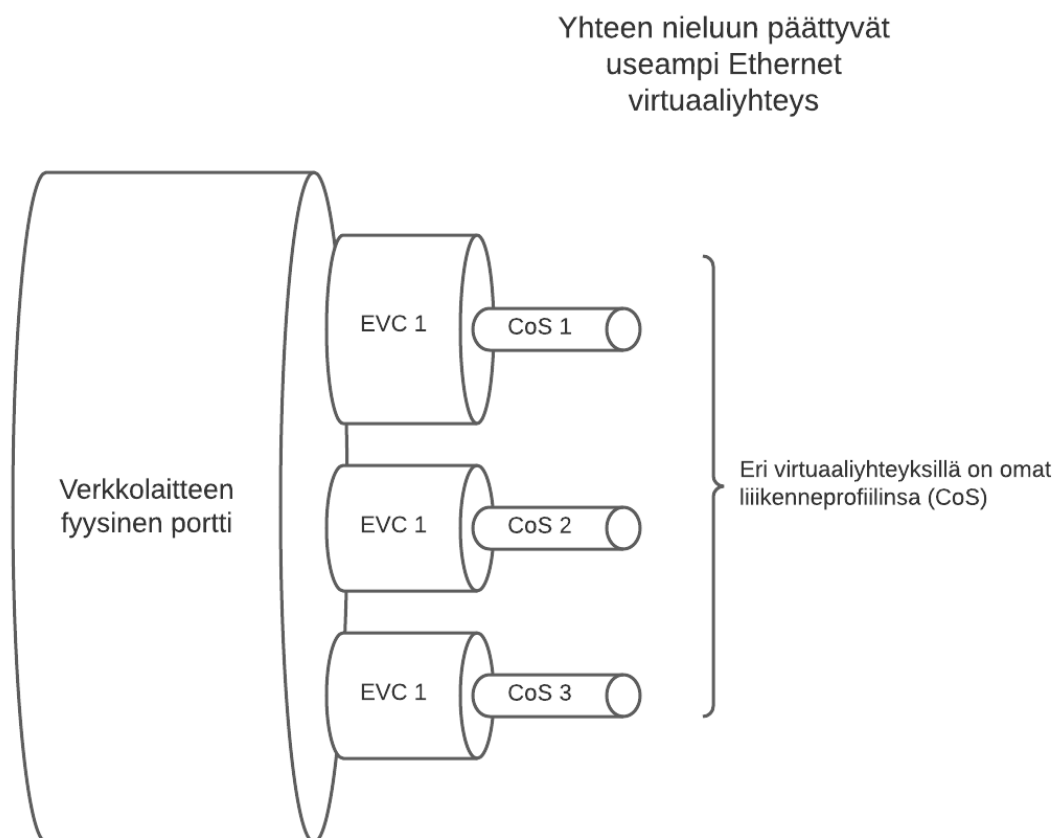 Yhteen nieluun päättyvät
useampi Ethernet
virtuaaliyhteys
EVC 1
CoS 1
Verkkolaitteen
fyysinen portti
EVC 1
CoS 2
Eri virtuaaliyhteyksillä on omat
liiikenneprofiilinsa (CoS)
EVC 1
CoS 3